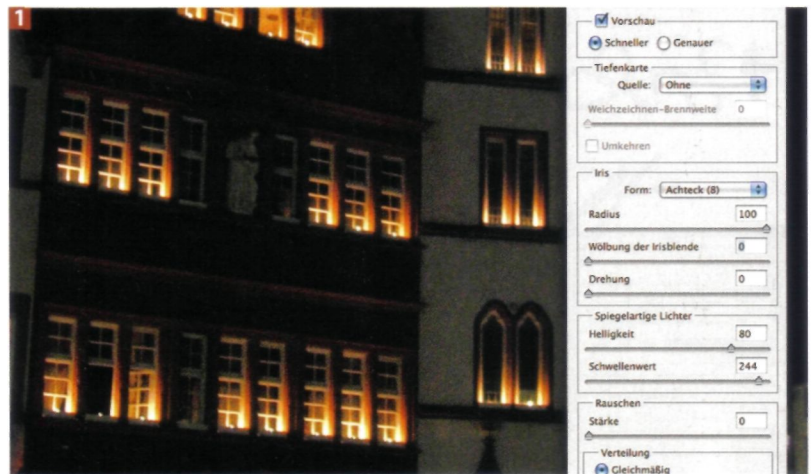 1
Vorschau
Schneller Genauer
Tiefenkarte
Quelle: Ohne
Weichzeichnen-Brennweite 0
Umkehren
Iris
Form: Achteck (8)
Radius 100
Wölbung der Irisblende 0
Drehung 0
Spiegelartige Lichter
Helligkeit 80
Schwellenwert 244
Rauschen
Stärke 0
Verteilung
Gleichmäßig